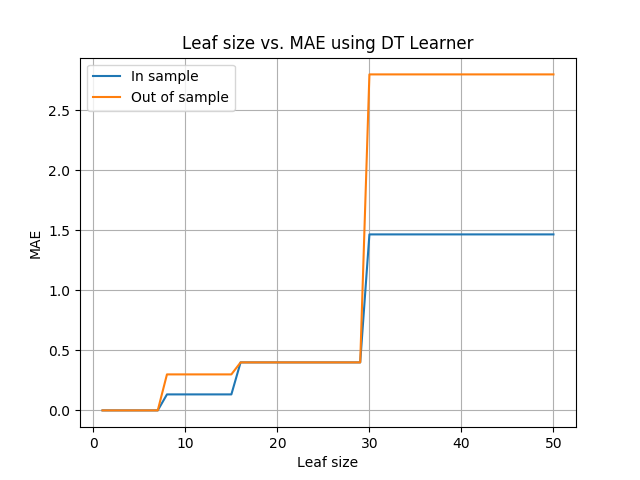 Leaf size vs. MAE using DT Learner
In sample
Out of sample
2.5
2.0
1.5
1.0
0.5
0.0
MAE
0 10 20 30 40 50
Leaf size